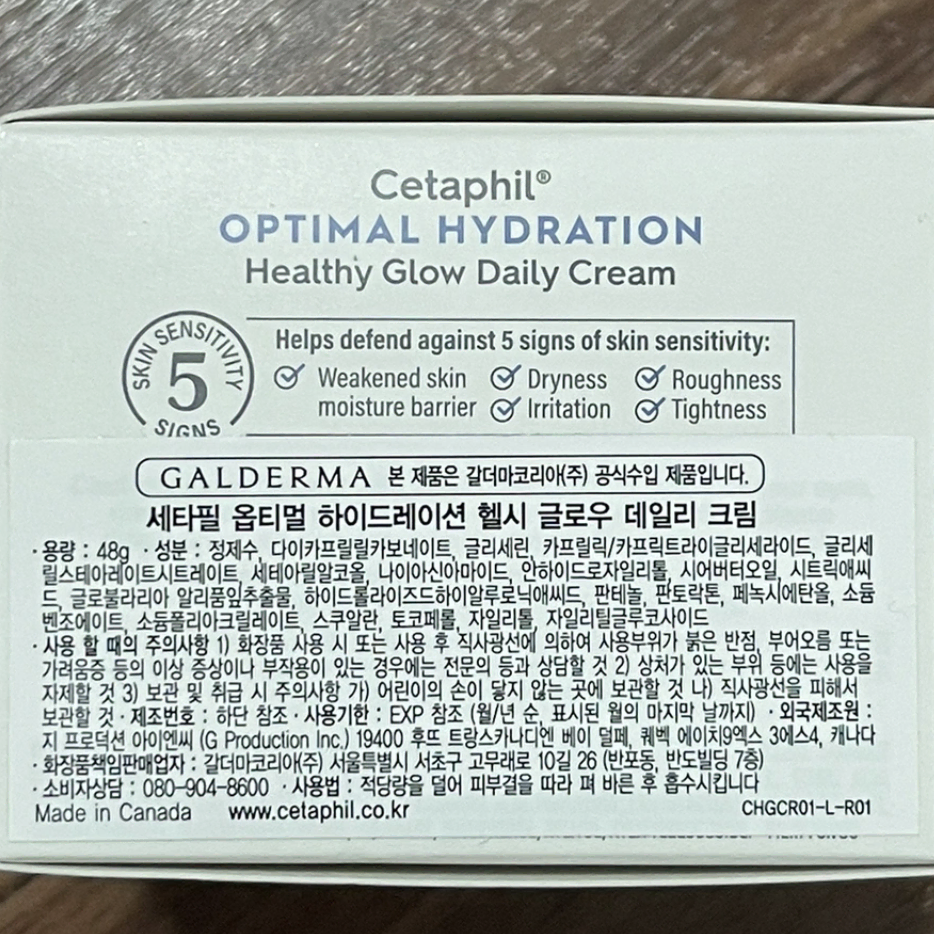 Cetaphil®
OPTIMAL HYDRATION
Healthy Glow Daily Cream
SKIN SENSITIVITY
5
SIGNS
Helps defend against 5 signs of skin sensitivity:
Weakened skin moisture barrier
Dryness
Irritation
Roughness
Tightness
GALDERMA 본 제품은 갈더마코리아(주) 공식수입 제품입니다.
세타필 옵티멀 하이드레이션 헬시 글로우 데일리 크림
·용량 : 48g ·성분 : 정제수, 다이카프릴릴카보네이트, 글리세린, 카프릴릭/카프릭트라이글리세라이드, 글리세
릴스테아레이트시트레이트, 세테아릴알코올, 나이아신아마이드, 안하이드로자일리톨, 시어버터오일, 시트릭애씨
드, 글로불라리아 알리품잎추출물, 하이드롤라이즈드하이알루로닉애씨드, 판테놀, 판토락톤, 페녹시에탄올, 소듐
벤조에이트, 소듐폴리아크릴레이트, 스쿠알란, 토코페롤, 자일리톨, 자일리틸글루코사이드
·사용 할 때의 주의사항 1) 화장품 사용 시 또는 사용 후 직사광선에 의하여 사용부위가 붉은 반점, 부어오름 또는
가려움증 등의 이상 증상이나 부작용이 있는 경우에는 전문의 등과 상담할 것 2) 상처가 있는 부위 등에는 사용을
자제할 것 3) 보관 및 취급 시 주의사항 가) 어린이의 손이 닿지 않는 곳에 보관할 것 나) 직사광선을 피해서
보관할 것 · 제조번호 : 하단 참조 · 사용기한 : EXP 참조 (월/년 순, 표시된 월의 마지막 날까지) · 외국제조원 :
지 프로덕션 아이엔씨 (G Production Inc.) 19400 후뜨 트랑스카나디엔 베이 덜페, 퀘벡 에이치9엑스 3에스4, 캐나다
·화장품책임판매업자 : 갈더마코리아(주) 서울특별시 서초구 고무래로 10길 26 (반포동, 반도빌딩 7층)
·소비자상담 : 080-904-8600 ·사용법 : 적당량을 덜어 피부결을 따라 펴 바른 후 흡수시킵니다
Made in Canada www.cetaphil.co.kr CHGCR01-L-R01